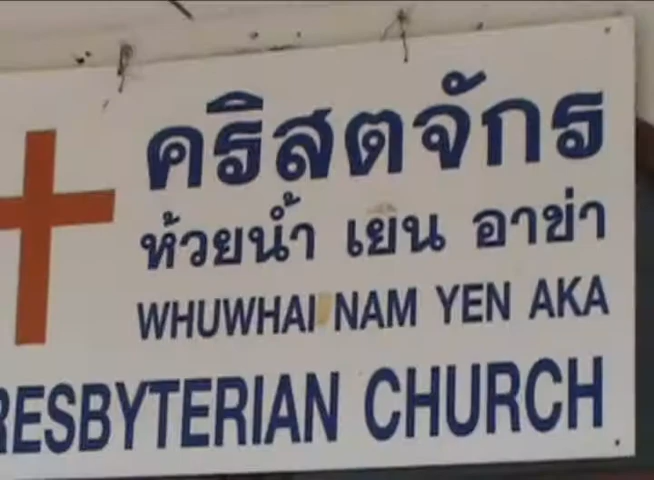 คริสตจักร
ห้วยน้ำ เย็น อาข่า
WHUWHAI NAM YEN AKA
RESBYTERIAN CHURCH